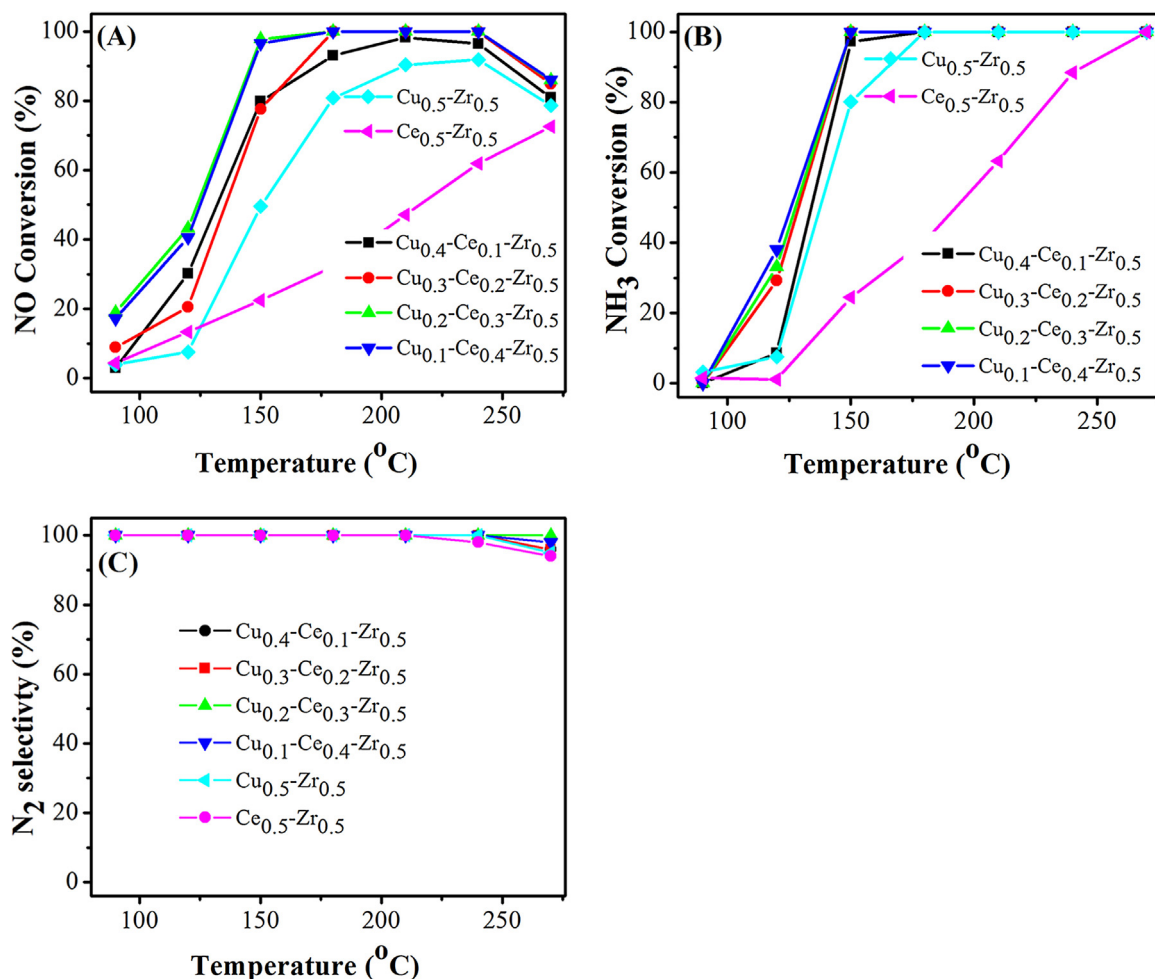 (A)
100
80
60
40
20
0
NO Conversion (%)
Cu0.5-Zr0.5
Ce0.5-Zr0.5
Cu0.4-Ce0.1-Zr0.5
Cu0.3-Ce0.2-Zr0.5
Cu0.2-Ce0.3-Zr0.5
Cu0.1-Ce0.4-Zr0.5
100
150
200
250
Temperature (oC)
(B)
100
80
60
40
20
0
NH3 Conversion (%)
Cu0.5-Zr0.5
Ce0.5-Zr0.5
Cu0.4-Ce0.1-Zr0.5
Cu0.3-Ce0.2-Zr0.5
Cu0.2-Ce0.3-Zr0.5
Cu0.1-Ce0.4-Zr0.5
100
150
200
250
Temperature (oC)
(C)
100
80
60
40
20
0
N2 selectivty (%)
Cu0.4-Ce0.1-Zr0.5
Cu0.3-Ce0.2-Zr0.5
Cu0.2-Ce0.3-Zr0.5
Cu0.1-Ce0.4-Zr0.5
Cu0.5-Zr0.5
Ce0.5-Zr0.5
100
150
200
250
Temperature (oC)